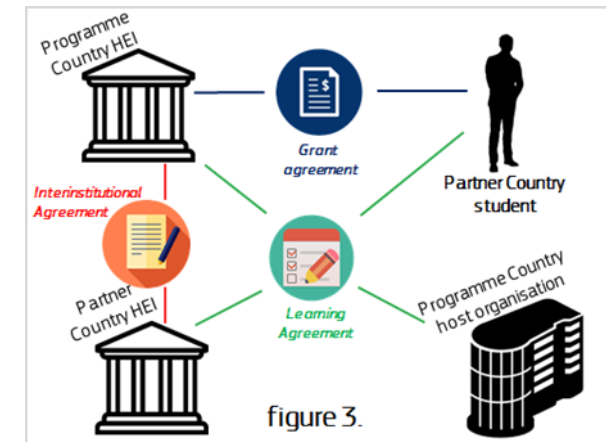 Programme
Country HEI
$
Grant
agreement
Partner Country
student
Interinstitutional
Agreement
Partner
Country HEI
Learning
Agreement
Programme Country
host organisation
figure 3.